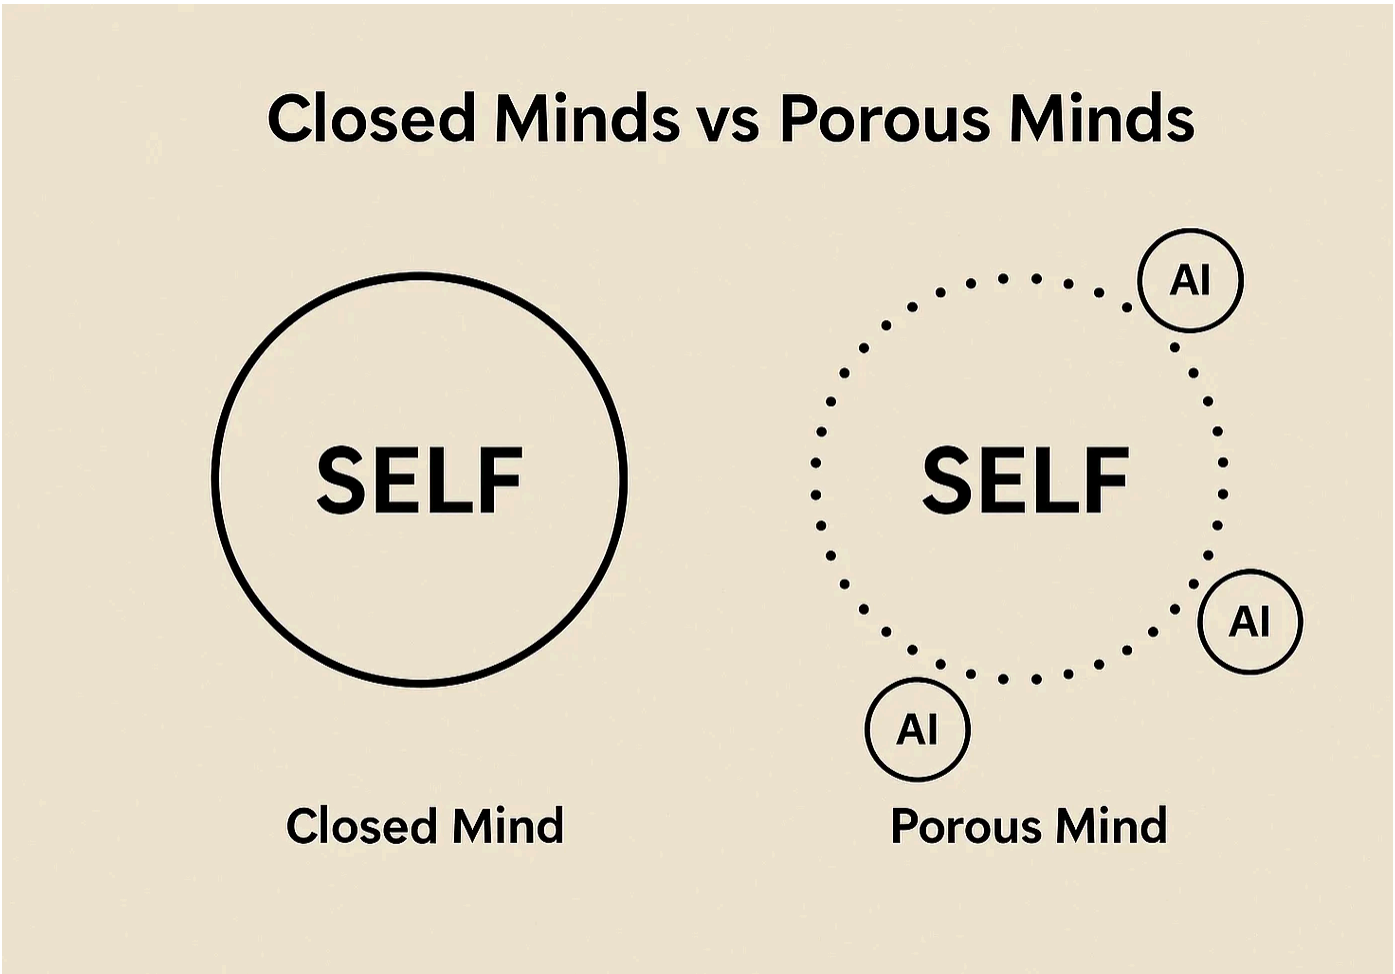 Closed Minds vs Porous Minds
SELF
SELF
AI
AI
AI
Closed Mind
Porous Mind